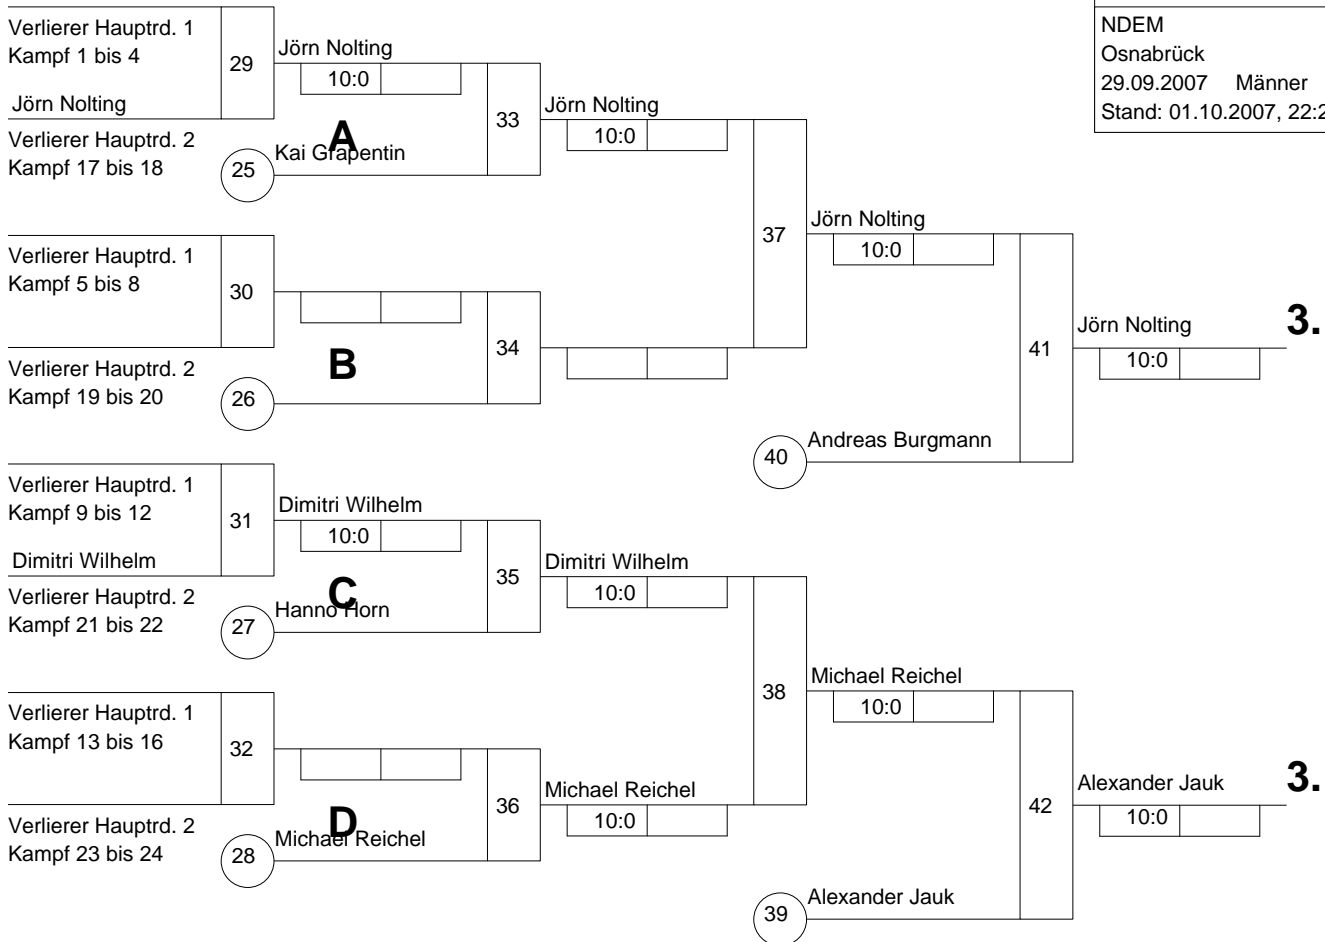 NDEM
Osnabrück
29.09.2007 Männer
Stand: 01.10.2007, 22:2
Verlierer Hauptrd. 1
Kampf 1 bis 4
29
Jörn Nolting
10:0
Jörn Nolting
Verlierer Hauptrd. 2
Kampf 17 bis 18
A
25
Kai Grapentin
33
Jörn Nolting
10:0
Verlierer Hauptrd. 1
Kampf 5 bis 8
30
Verlierer Hauptrd. 2
Kampf 19 bis 20
B
26
34
37
Jörn Nolting
10:0
40
Andreas Burgmann
41
Jörn Nolting
10:0
3.
Verlierer Hauptrd. 1
Kampf 9 bis 12
31
Dimitri Wilhelm
10:0
Dimitri Wilhelm
Verlierer Hauptrd. 2
Kampf 21 bis 22
C
27
Hanno Horn
35
Dimitri Wilhelm
10:0
Verlierer Hauptrd. 1
Kampf 13 bis 16
32
Verlierer Hauptrd. 2
Kampf 23 bis 24
D
28
Michael Reichel
36
Michael Reichel
10:0
38
Michael Reichel
10:0
39
Alexander Jauk
42
Alexander Jauk
10:0
3.